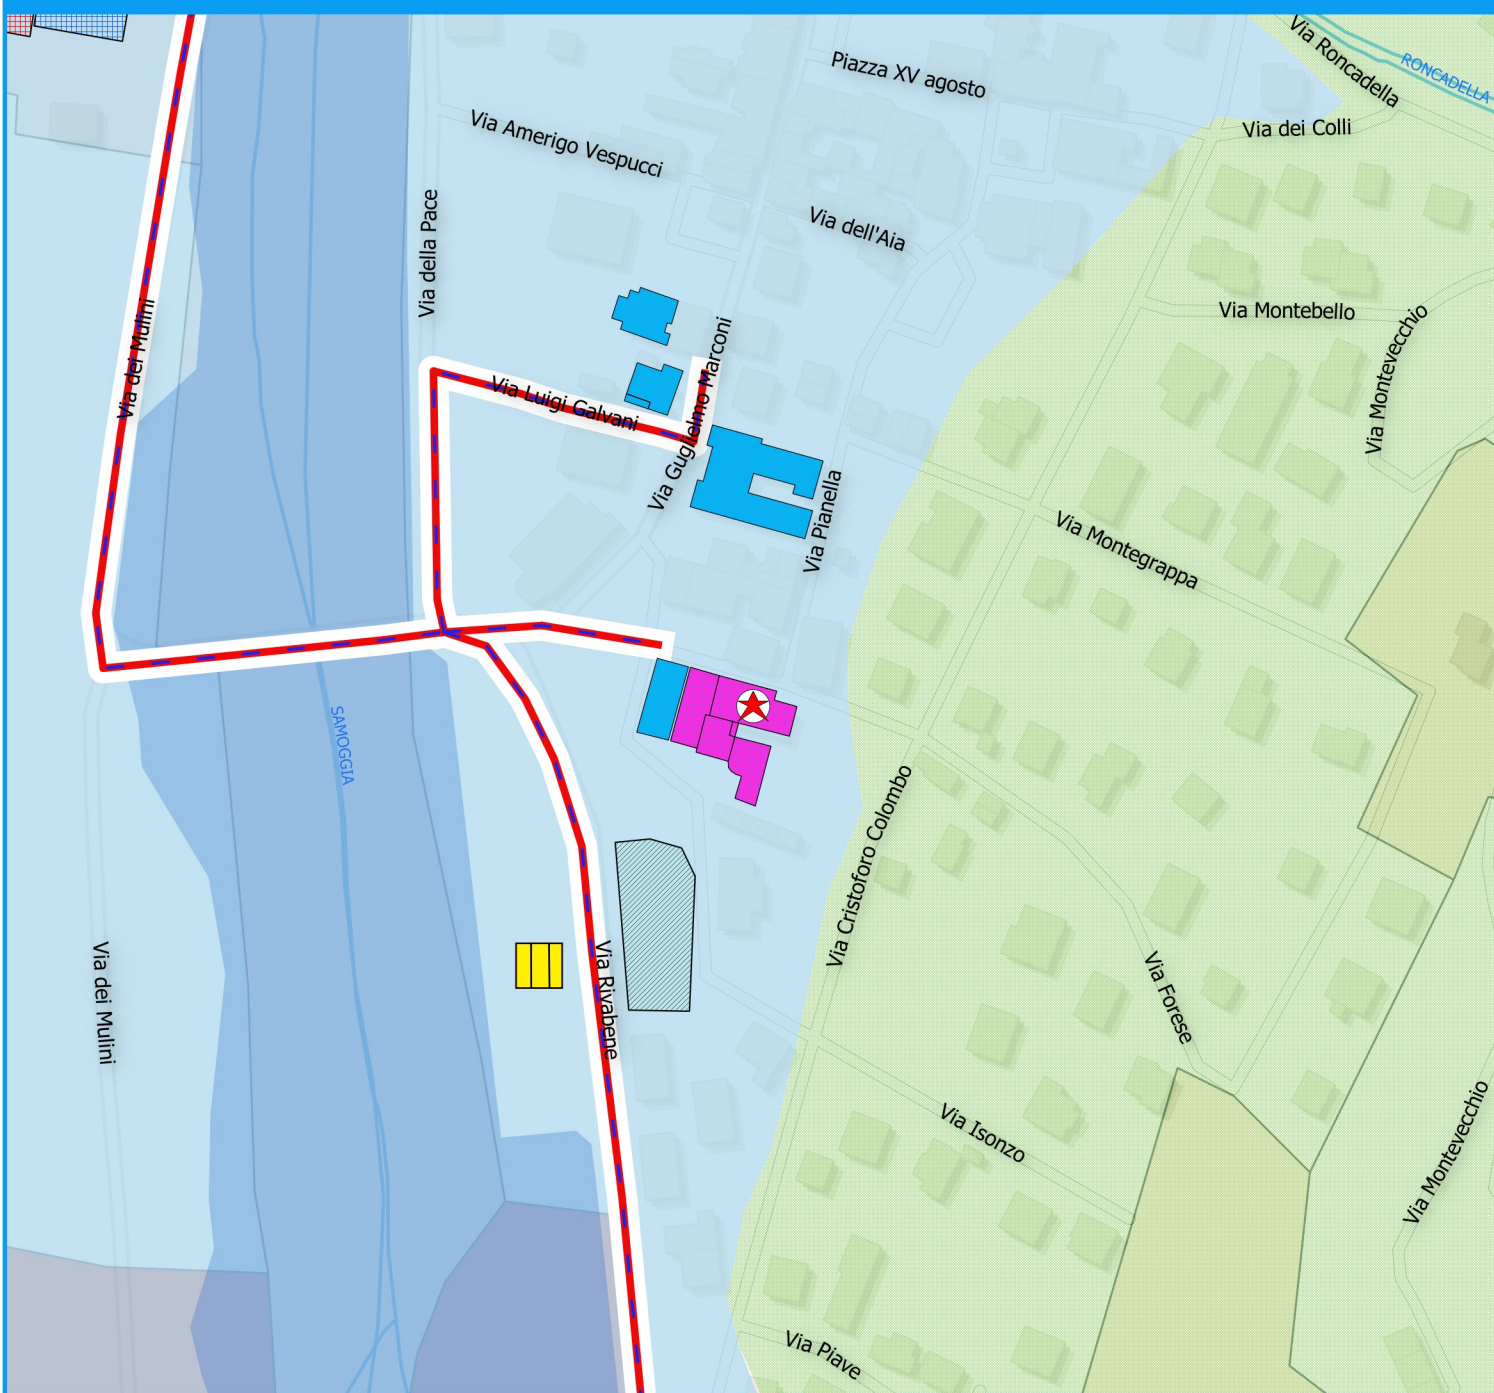 Via Roncadella
RONCADELLA
Piazza XV agosto
Via Amerigo Vespucci
Via dei Colli
Via della Pace
Via dell'Aia
Via dei Mulini
Via Montebello
Via Montevecchio
Via Luigi Galvani
Via Guglielmo Marconi
Via Pianella
Via Montegrappa
SAMOGGIA
Via Cristoforo Colombo
Via dei Mulini
Via Rivabene
Via Forese
Via Isonzo
Via Montevecchio
Via Piave